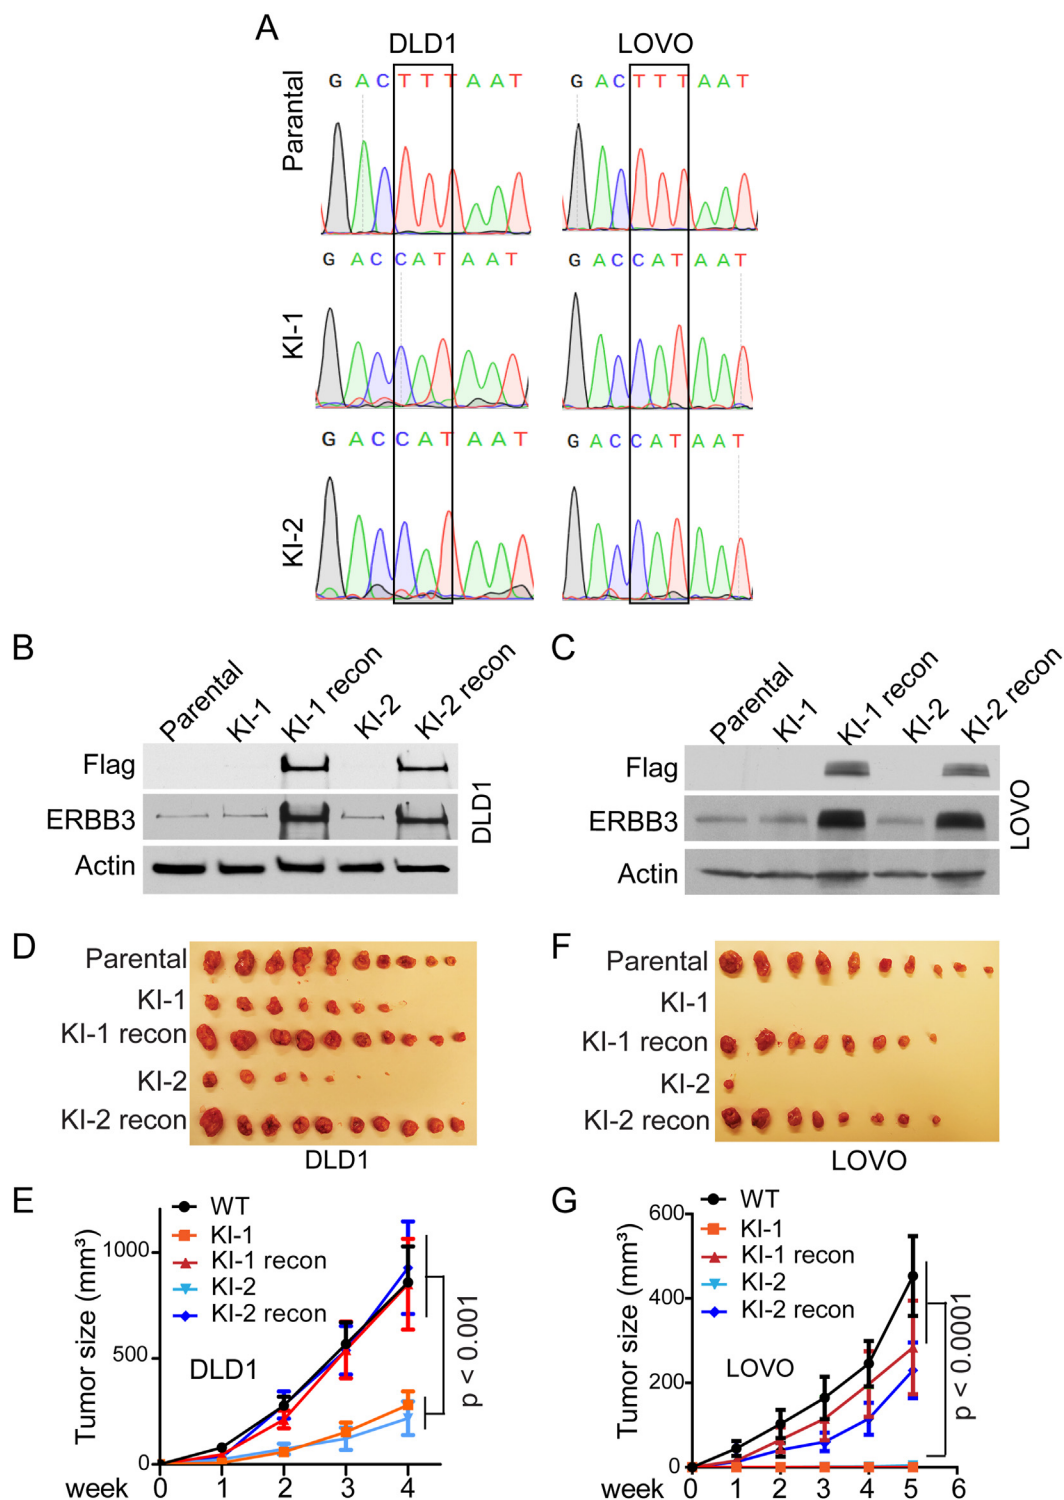 A
DLD1 LOVO
Parantal
G A C T T T A A T G A C T T T A A T
KI-1
G A C C A T A A T G A C C A T A A T
KI-2
G A C C A T A A T G A C C A T A A T
B
Parental KI-1 KI-1 recon KI-2 KI-2 recon
Flag
ERBB3
Actin
DLD1
C
Parental KI-1 KI-1 recon KI-2 KI-2 recon
Flag
ERBB3
Actin
LOVO
D
Parental
KI-1
KI-1 recon
KI-2
KI-2 recon
DLD1
F
Parental
KI-1
KI-1 recon
KI-2
KI-2 recon
LOVO
E
WT
KI-1
KI-1 recon
KI-2
KI-2 recon
Tumor size (mm³)
1000
500
0
DLD1
p < 0.001
week 0 1 2 3 4
G
WT
KI-1
KI-1 recon
KI-2
KI-2 recon
Tumor size (mm³)
600
400
200
0
LOVO
p < 0.0001
week 0 1 2 3 4 5 6